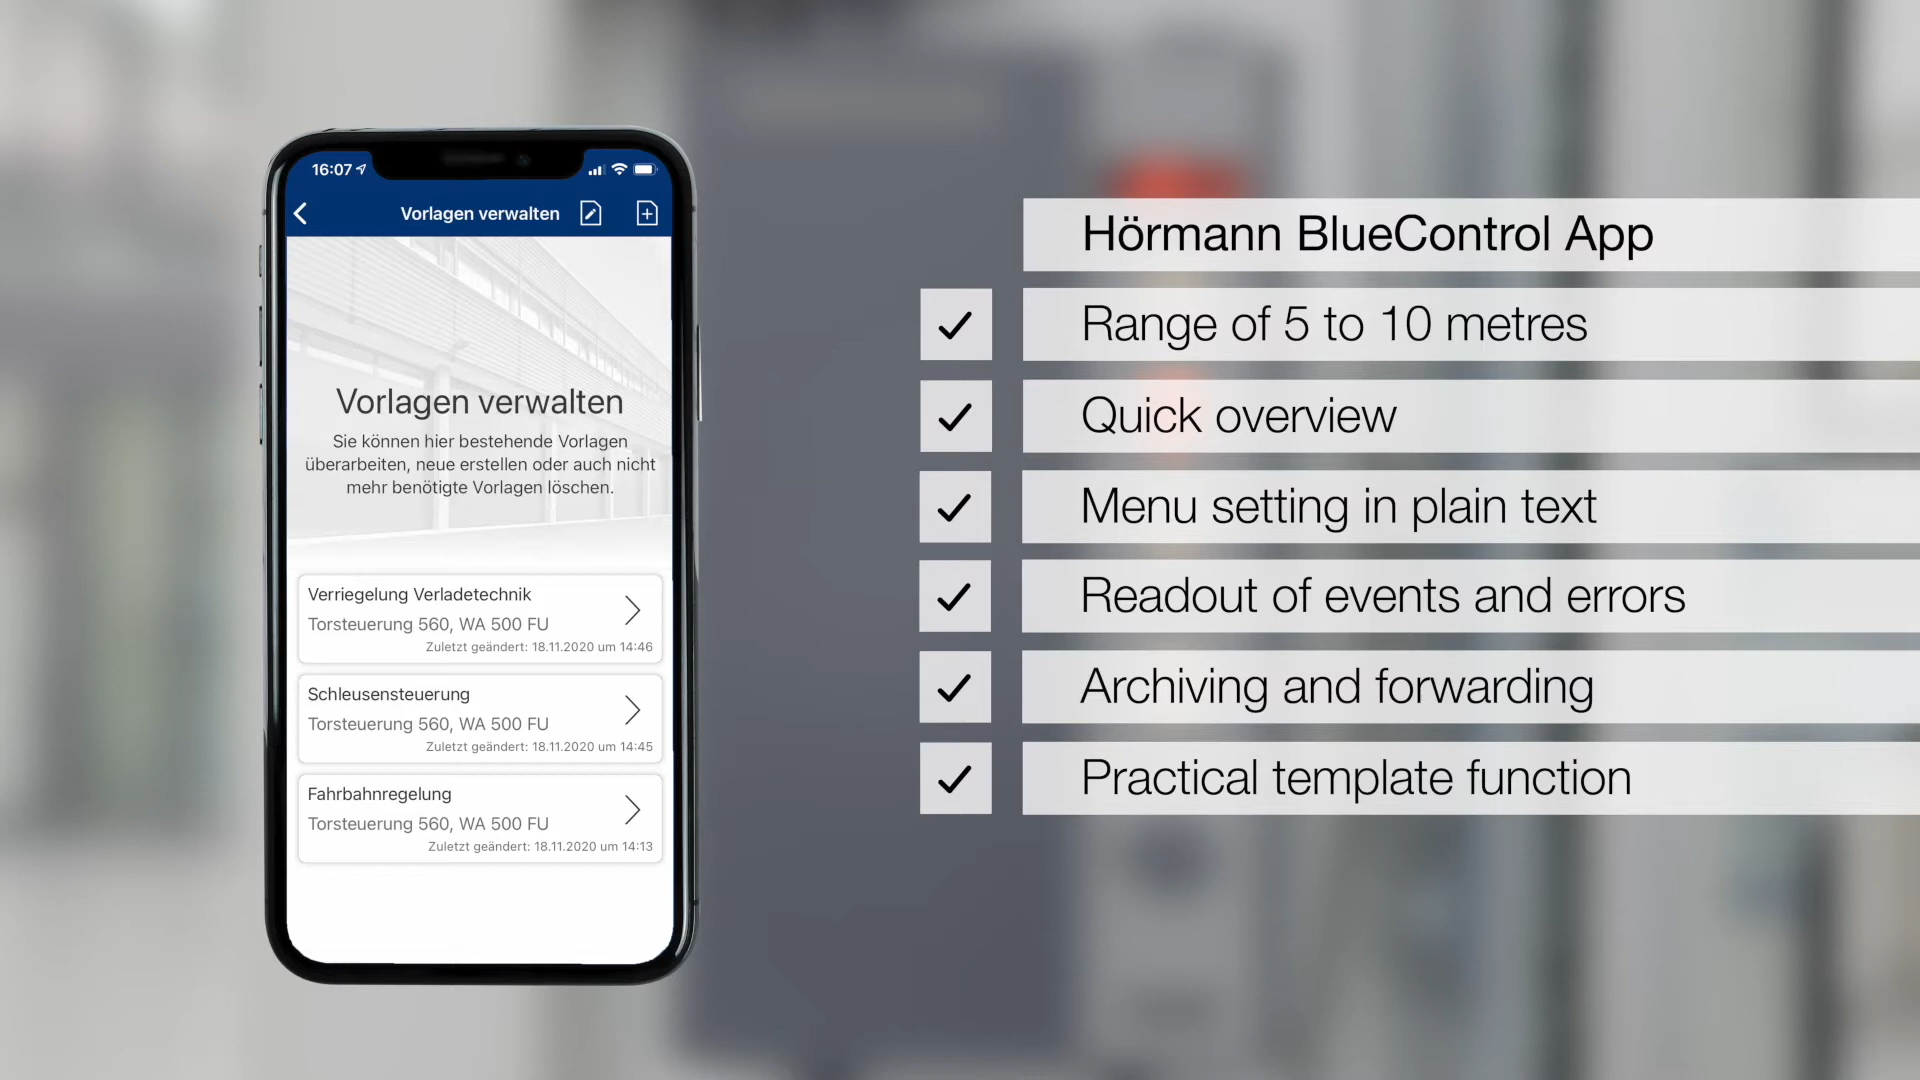 16:07
Vorlagen verwalten
Vorlagen verwalten
Sie können hier bestehende Vorlagen
überarbeiten, neue erstellen oder auch nicht
mehr benötigte Vorlagen löschen.
Verriegelung Verladetechnik
Torsteuerung 560, WA 500 FU
Zuletzt geändert: 18.11.2020 um 14:46
Schleusensteuerung
Torsteuerung 560, WA 500 FU
Zuletzt geändert: 18.11.2020 um 14:45
Fahrbahnregelung
Torsteuerung 560, WA 500 FU
Zuletzt geändert: 18.11.2020 um 14:13
Hörmann BlueControl App
Range of 5 to 10 metres
Quick overview
Menu setting in plain text
Readout of events and errors
Archiving and forwarding
Practical template function